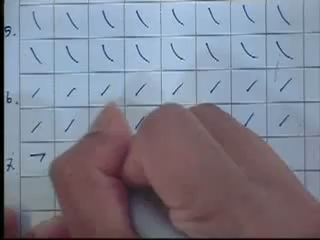 5. \ \ \ \ \ \ \ \
\ \ \ \ \ \ \ \
6. / / / / / / / /
/ / / / /
7. ㇇